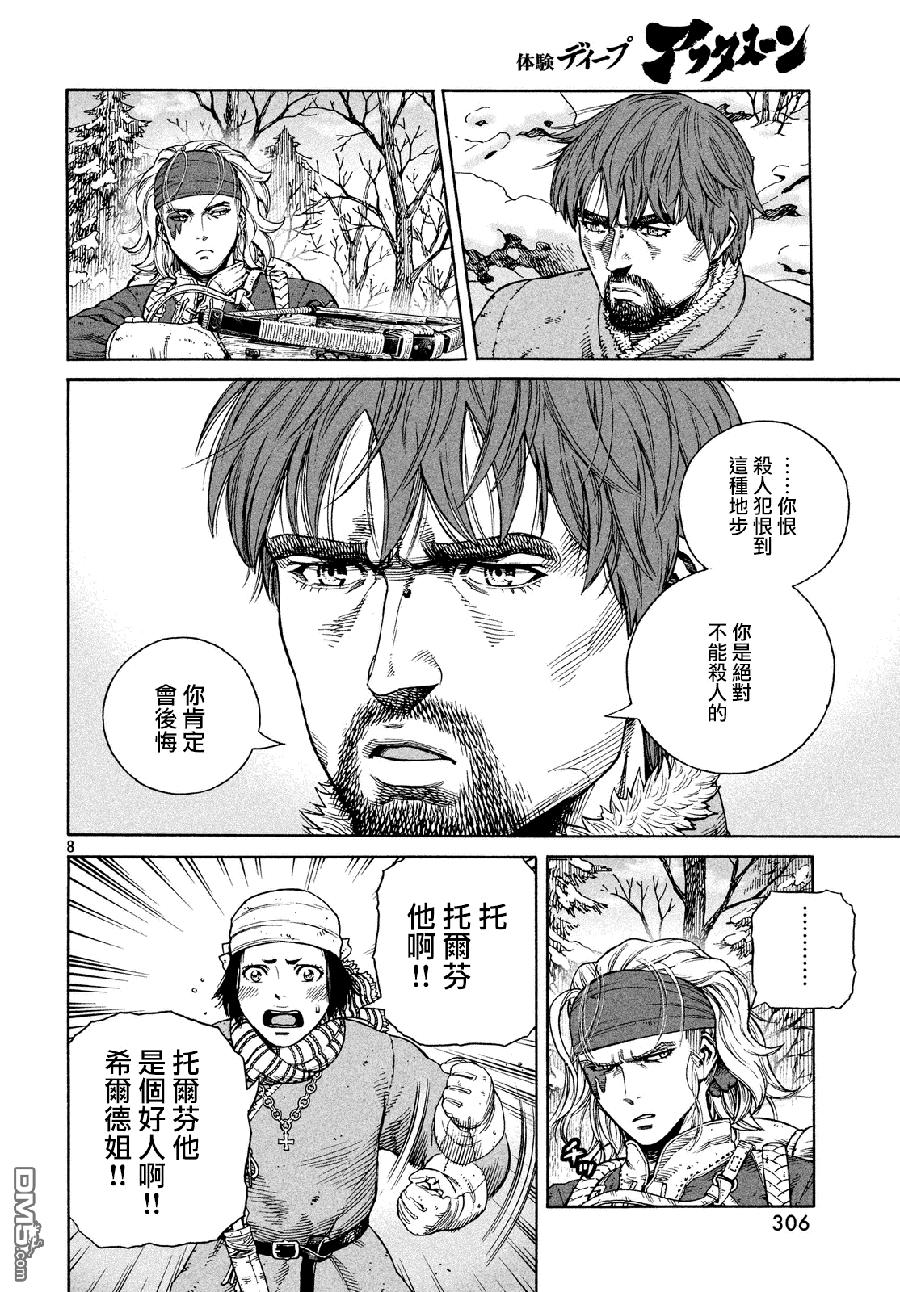 体験ディープ アフタヌーン
……你恨
殺人犯恨到
這種地步
你是絕對
不能殺人的
你肯定
會後悔
8
…………
チッ
306
托
托爾芬
他啊!!
托爾芬他
是個好人啊!!
希爾德姐!!
DM5.com